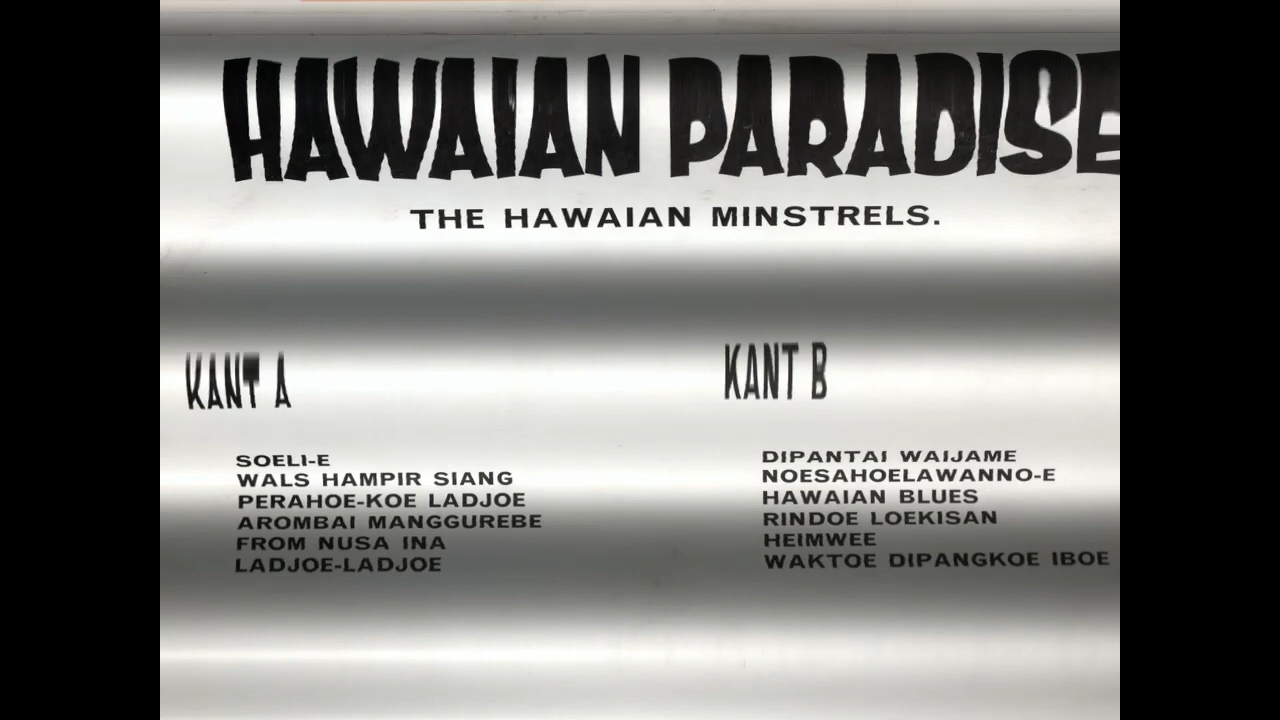 HAWAIAN PARADISE
THE HAWAIAN MINSTRELS.
KANT A
SOELI-E
WALS HAMPIR SIANG
PERAHOE-KOE LADJOE
AROMBAI MANGGUREBE
FROM NUSA INA
LADJOE-LADJOE
KANT B
DIPANTAI WAIJAME
NOESAHOELAWANNO-E
HAWAIAN BLUES
RINDOE LOEKISAN
HEIMWEE
WAKTOE DIPANGKOE IBOE